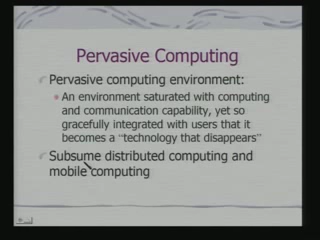 Pervasive Computing
Pervasive computing environment:
An environment saturated with computing
and communication capability, yet so
gracefully integrated with users that it
becomes a “technology that disappears”
Subsume distributed computing and
mobile computing